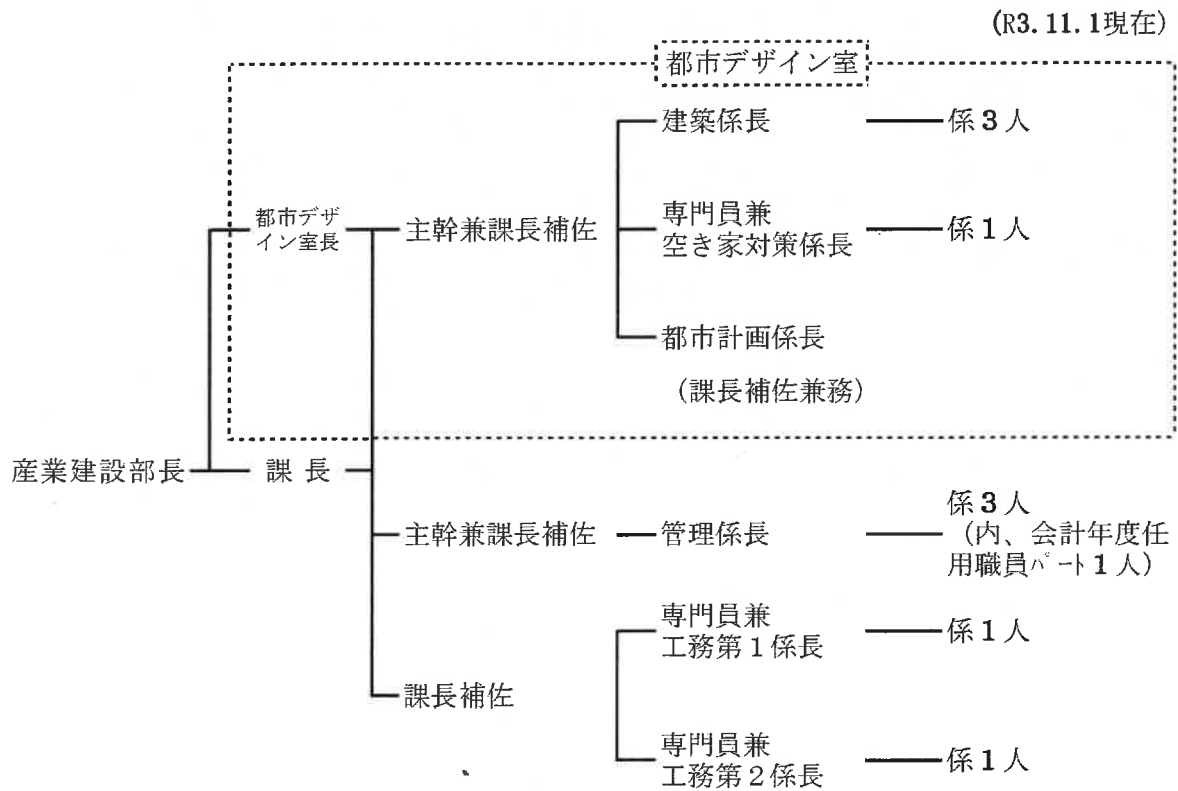 (R3.11.1現在)
都市デザイン室
建築係長
係3人
都市デザ
イン室長
主幹兼課長補佐
専門員兼
空き家対策係長
係1人
都市計画係長
(課長補佐兼務)
産業建設部長
課長
主幹兼課長補佐
管理係長
係3人
(内、会計年度任
用職員ﾊﾟｰﾄ1人)
課長補佐
専門員兼
工務第1係長
係1人
専門員兼
工務第2係長
係1人